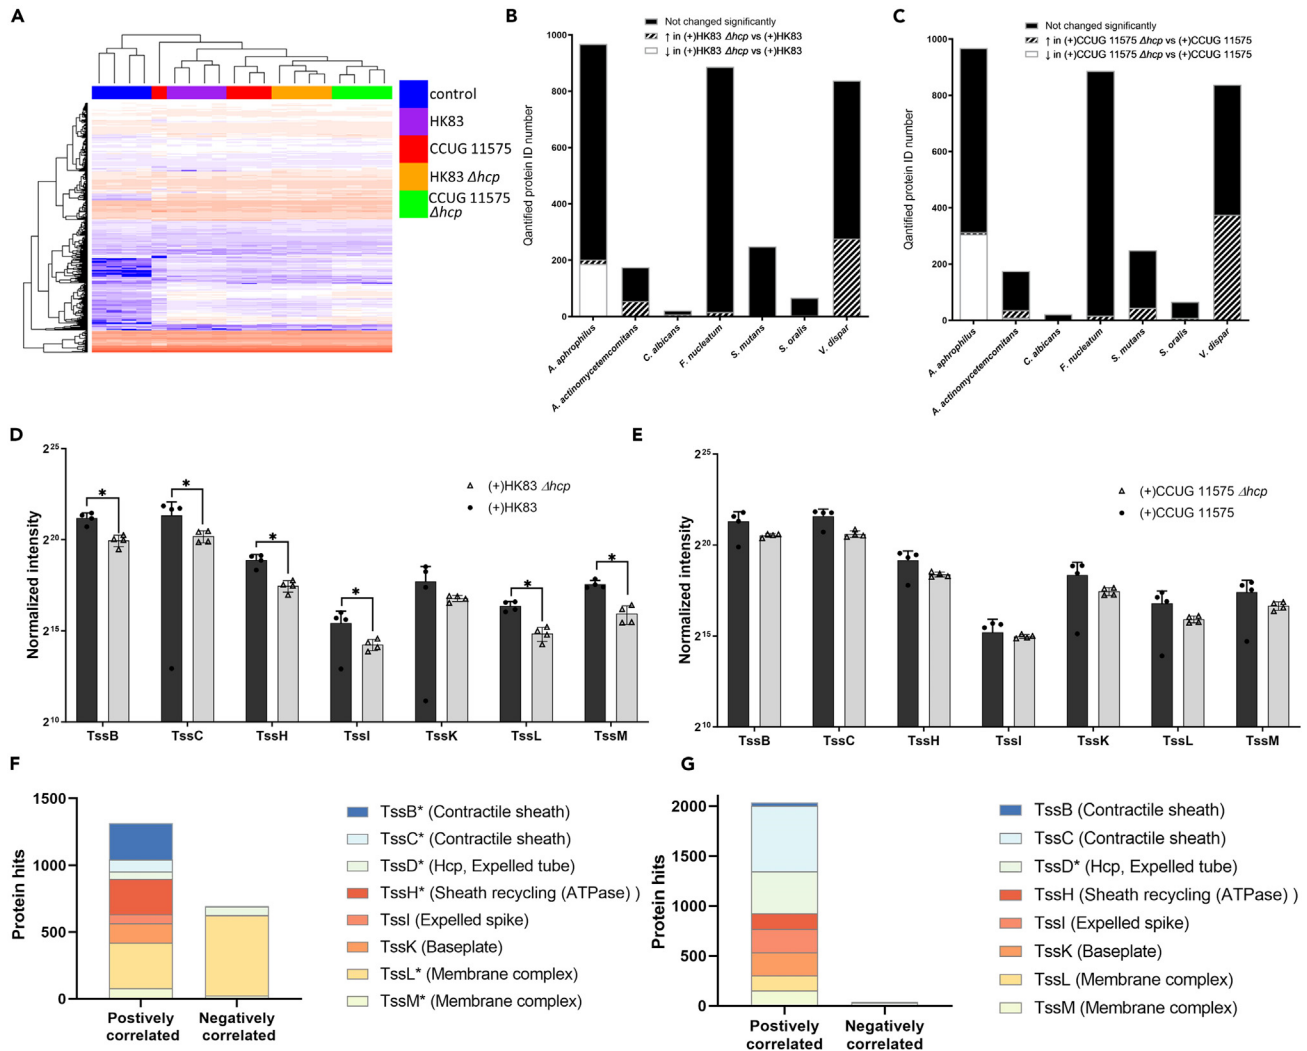 A
control
HK83
CCUG 11575
HK83 Δhcp
CCUG 11575
Δhcp
B
Not changed significantly
↑ in (+)HK83 Δhcp vs (+)HK83
↓ in (+)HK83 Δhcp vs (+)HK83
Qantified protein ID number
1000
800
600
400
200
0
A. aphrophilus
A. actinomycetemcomitans
C. albicans
F. nucleatum
S. mutans
S. oralis
V. dispar
C
Not changed significantly
↑ in (+)CCUG 11575 Δhcp vs (+)CCUG 11575
↓ in (+)CCUG 11575 Δhcp vs (+)CCUG 11575
Qantified protein ID number
1000
800
600
400
200
0
A. aphrophilus
A. actinomycetemcomitans
C. albicans
F. nucleatum
S. mutans
S. oralis
V. dispar
D
Normalized intensity
2^25
2^20
2^15
2^10
* * * * * *
(+)HK83 Δhcp
(+)HK83
TssB TssC TssH TssI TssK TssL TssM
E
Normalized intensity
2^25
2^20
2^15
2^10
(+)CCUG 11575 Δhcp
(+)CCUG 11575
TssB TssC TssH TssI TssK TssL TssM
F
Protein hits
1500
1000
500
0
Postively
correlated
Negatively
correlated
TssB* (Contractile sheath)
TssC* (Contractile sheath)
TssD* (Hcp, Expelled tube)
TssH* (Sheath recycling (ATPase) )
TssI (Expelled spike)
TssK (Baseplate)
TssL* (Membrane complex)
TssM* (Membrane complex)
G
Protein hits
2000
1500
1000
500
0
Postively
correlated
Negatively
correlated
TssB (Contractile sheath)
TssC (Contractile sheath)
TssD* (Hcp, Expelled tube)
TssH (Sheath recycling (ATPase) )
TssI (Expelled spike)
TssK (Baseplate)
TssL (Membrane complex)
TssM (Membrane complex)